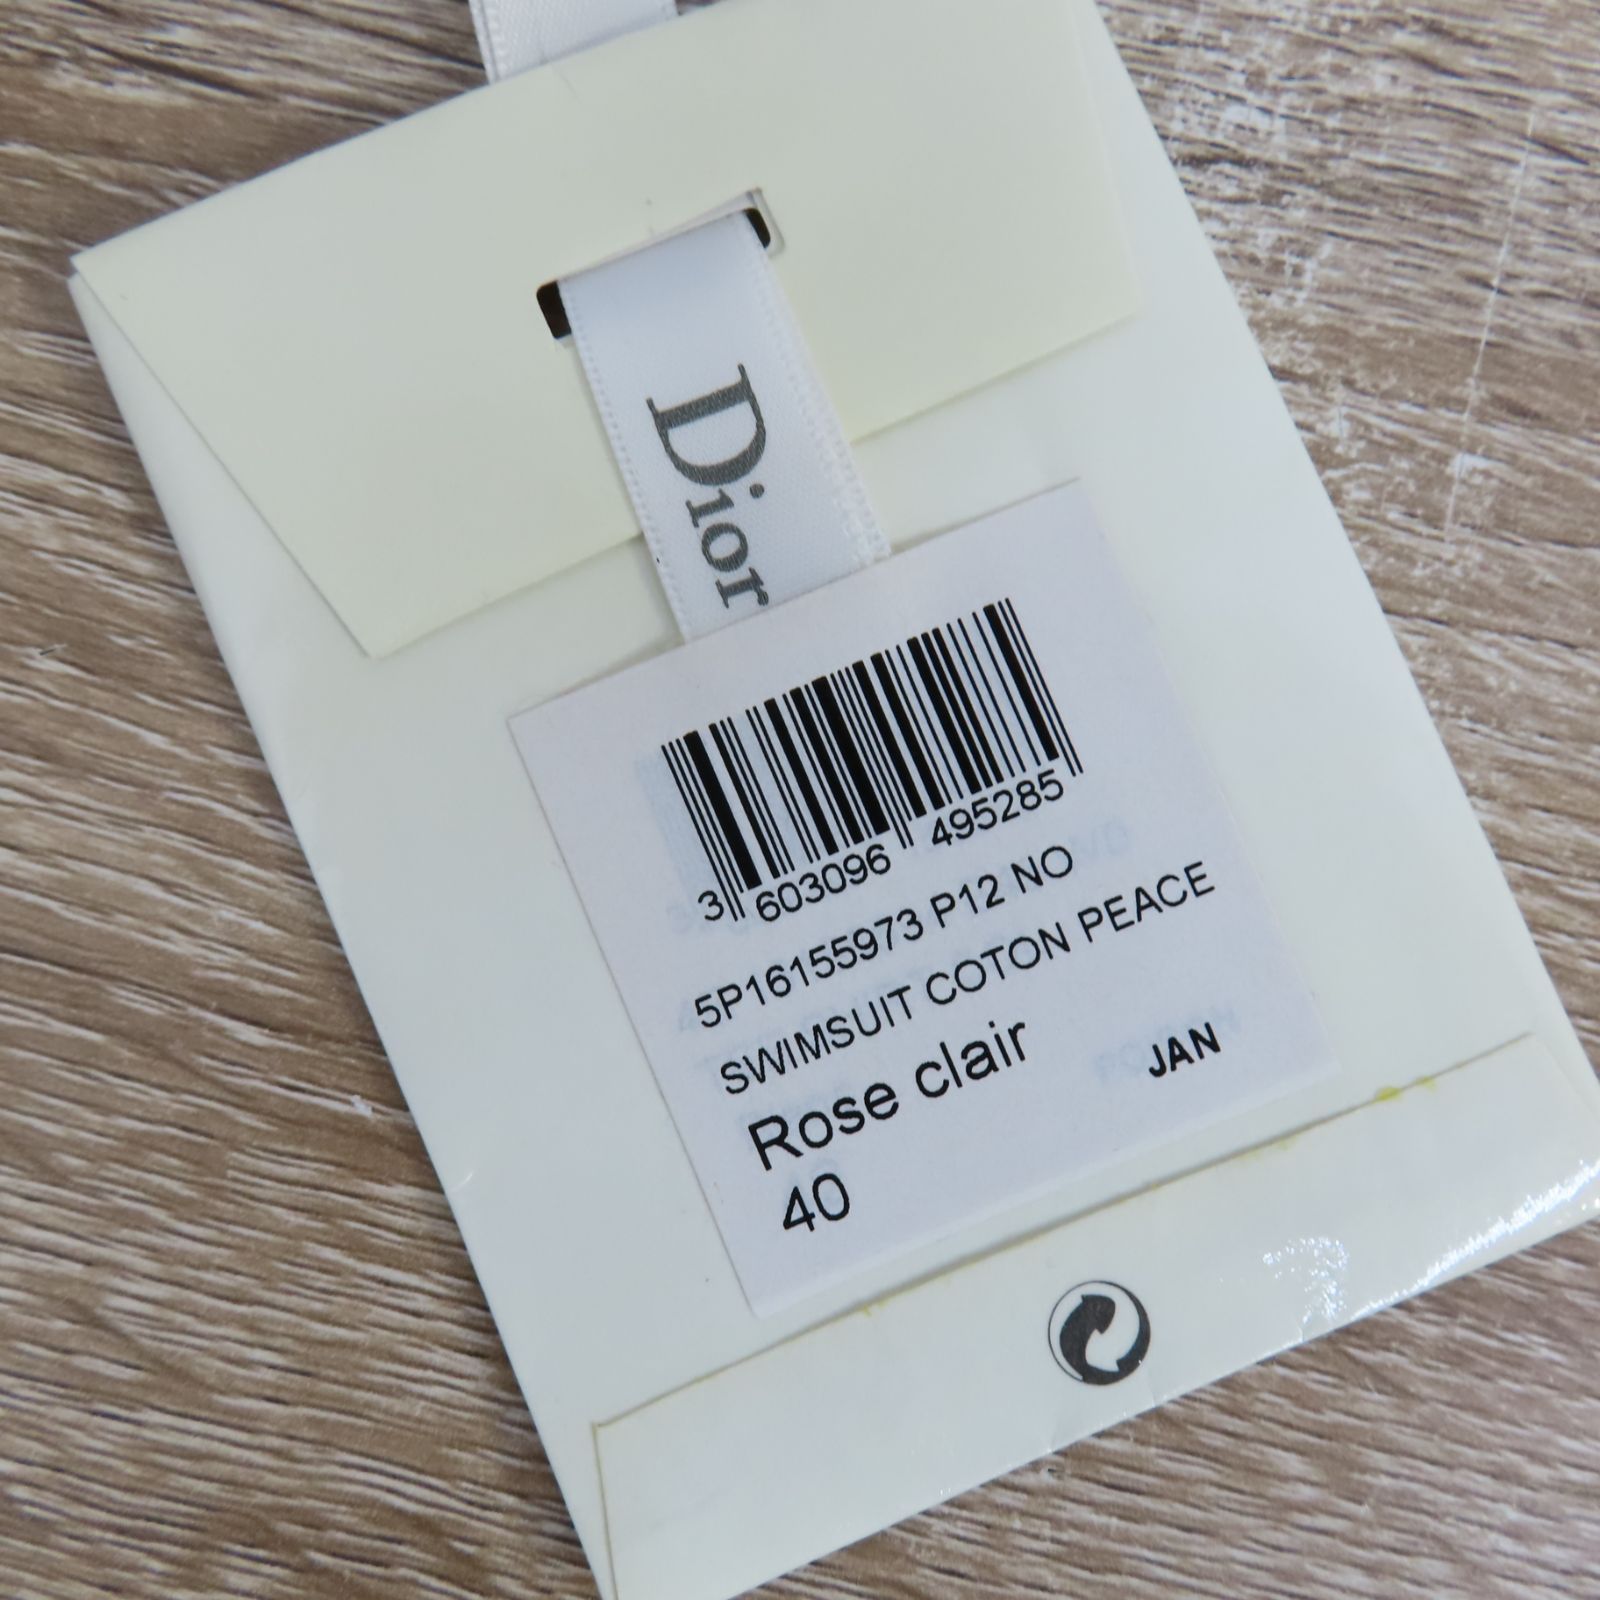 Dior
3 603096 495285
5P16155973 P12 NO
SWIMSUIT COTON PEACE
Rose clair
JAN
40